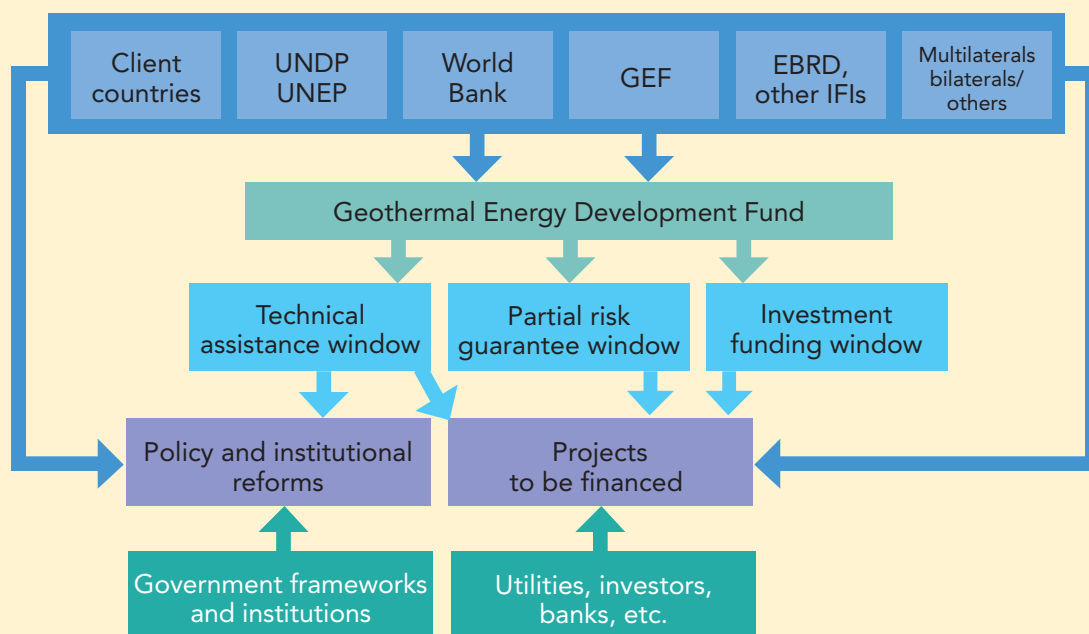 Client
countries
UNDP
UNEP
World
Bank
GEF
EBRD,
other IFIs
Multilaterals
bilaterals/
others
Geothermal Energy Development Fund
Technical
assistance window
Partial risk
guarantee window
Investment
funding window
Policy and institutional
reforms
Projects
to be financed
Government frameworks
and institutions
Utilities, investors,
banks, etc.